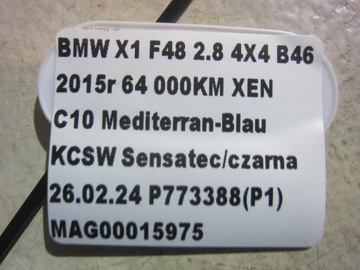 BMW X1 F48 2.8 4X4 B46
2015r 64 000KM XEN
C10 Mediterran-Blau
KCSW Sensatec/czarna
26.02.24 P773388(P1)
MAG00015975